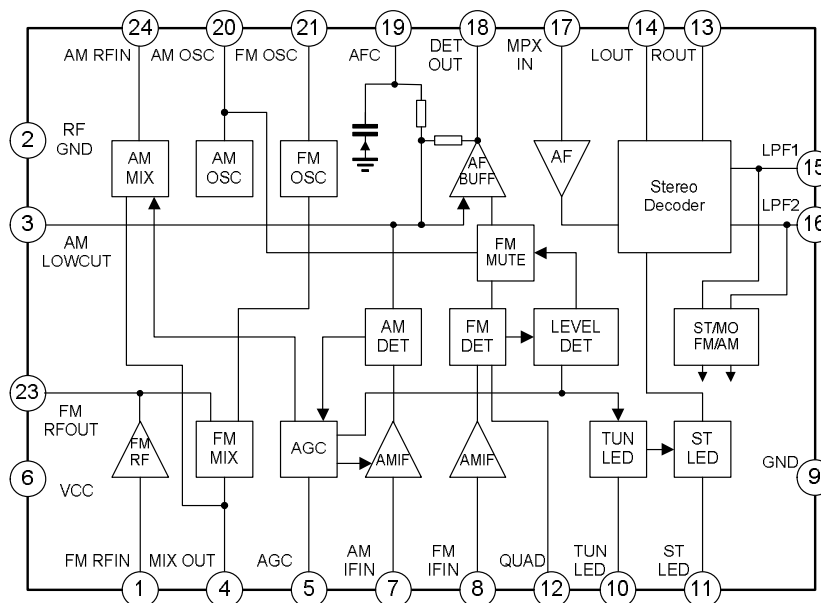 24 20 21 19 18 17 14 13
AM RFIN AM OSC FM OSC AFC DET OUT MPX IN LOUT ROUT
2 RF GND
AM MIX
AM OSC
FM OSC
AF BUFF
AF
Stereo Decoder
LPF1 15
LPF2 16
3 AM LOWCUT
FM MUTE
AM DET
FM DET
LEVEL DET
ST/MO FM/AM
23 FM RFOUT
FM RF
FM MIX
AGC
AMIF
AMIF
TUN LED
ST LED
6 VCC
GND 9
FM RFIN MIX OUT AGC AM IFIN FM IFIN QUAD TUN LED ST LED
1 4 5 7 8 12 10 11